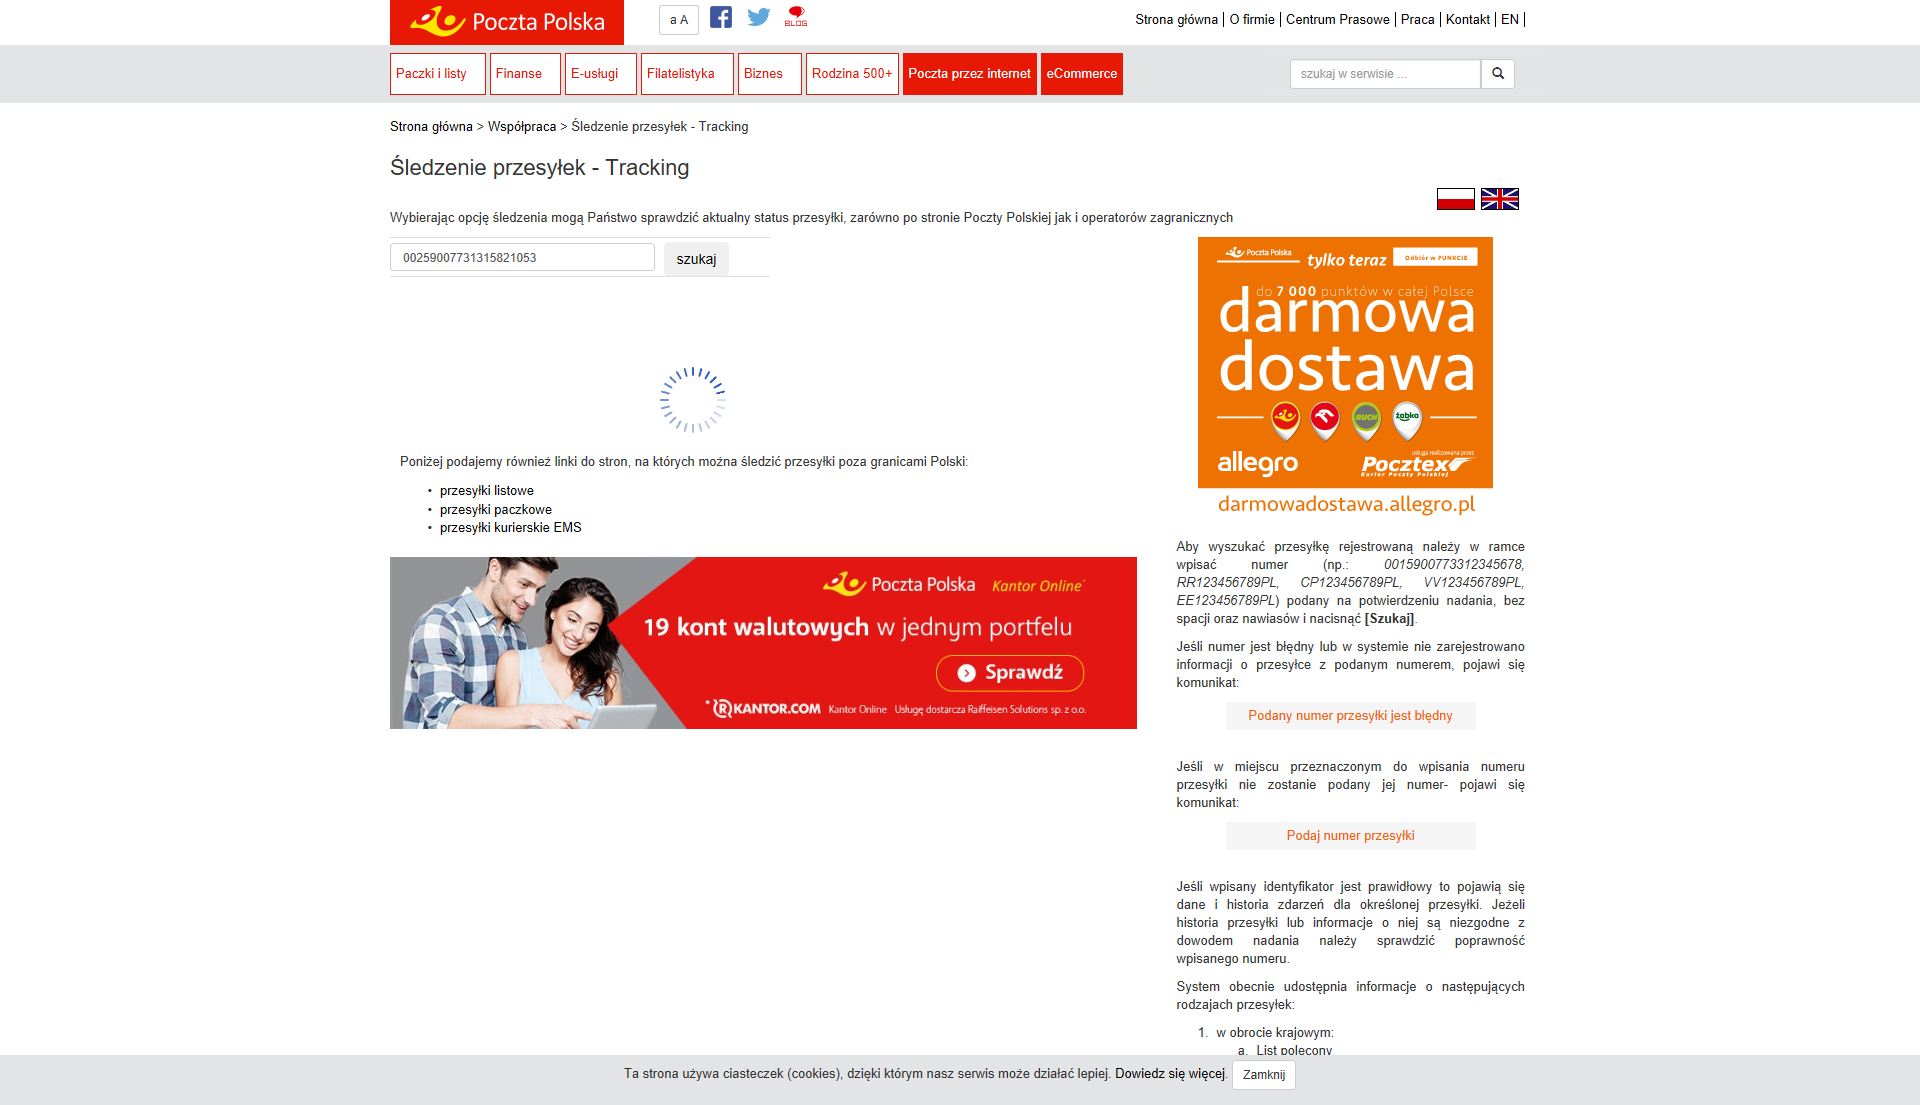 Poczta Polska
a A
BLOG
Strona główna | O firmie | Centrum Prasowe | Praca | Kontakt | EN |
Paczki i listy
Finanse
E-usługi
Filatelistyka
Biznes
Rodzina 500+
Poczta przez internet
eCommerce
szukaj w serwisie ...
Strona główna > Współpraca > Śledzenie przesyłek - Tracking
Śledzenie przesyłek - Tracking
Wybierając opcję śledzenia mogą Państwo sprawdzić aktualny status przesyłki, zarówno po stronie Poczty Polskiej jak i operatorów zagranicznych
00259007731315821053
szukaj
Poniżej podajemy również linki do stron, na których można śledzić przesyłki poza granicami Polski:
• przesyłki listowe
• przesyłki paczkowe
• przesyłki kurierskie EMS
Poczta Polska Kantor Online*
19 kont walutowych w jednym portfelu
Sprawdź
* RKANTOR.COM Kantor Online Usługę dostarcza Raiffeisen Solutions sp. z o.o.
Poczta Polska
tylko teraz
Odbiór w PUNKCIE
do 7 000 punktów w całej Polsce
darmowa
dostawa
RUCH
żabka
allegro
usługa realizowana przez
Pocztex
Kurier Poczty Polskiej
darmowadostawa.allegro.pl
Aby wyszukać przesyłkę rejestrowaną należy w ramce
wpisać numer (np.: 0015900773312345678,
RR123456789PL, CP123456789PL, VV123456789PL,
EE123456789PL) podany na potwierdzeniu nadania, bez
spacji oraz nawiasów i nacisnąć [Szukaj].
Jeśli numer jest błędny lub w systemie nie zarejestrowano
informacji o przesyłce z podanym numerem, pojawi się
komunikat:
Podany numer przesyłki jest błędny
Jeśli w miejscu przeznaczonym do wpisania numeru
przesyłki nie zostanie podany jej numer- pojawi się
komunikat:
Podaj numer przesyłki
Jeśli wpisany identyfikator jest prawidłowy to pojawią się
dane i historia zdarzeń dla określonej przesyłki. Jeżeli
historia przesyłki lub informacje o niej są niezgodne z
dowodem nadania należy sprawdzić poprawność
wpisanego numeru.
System obecnie udostępnia informacje o następujących
rodzajach przesyłek:
1. w obrocie krajowym:
a. List polecony
Ta strona używa ciasteczek (cookies), dzięki którym nasz serwis może działać lepiej. Dowiedz się więcej.
Zamknij